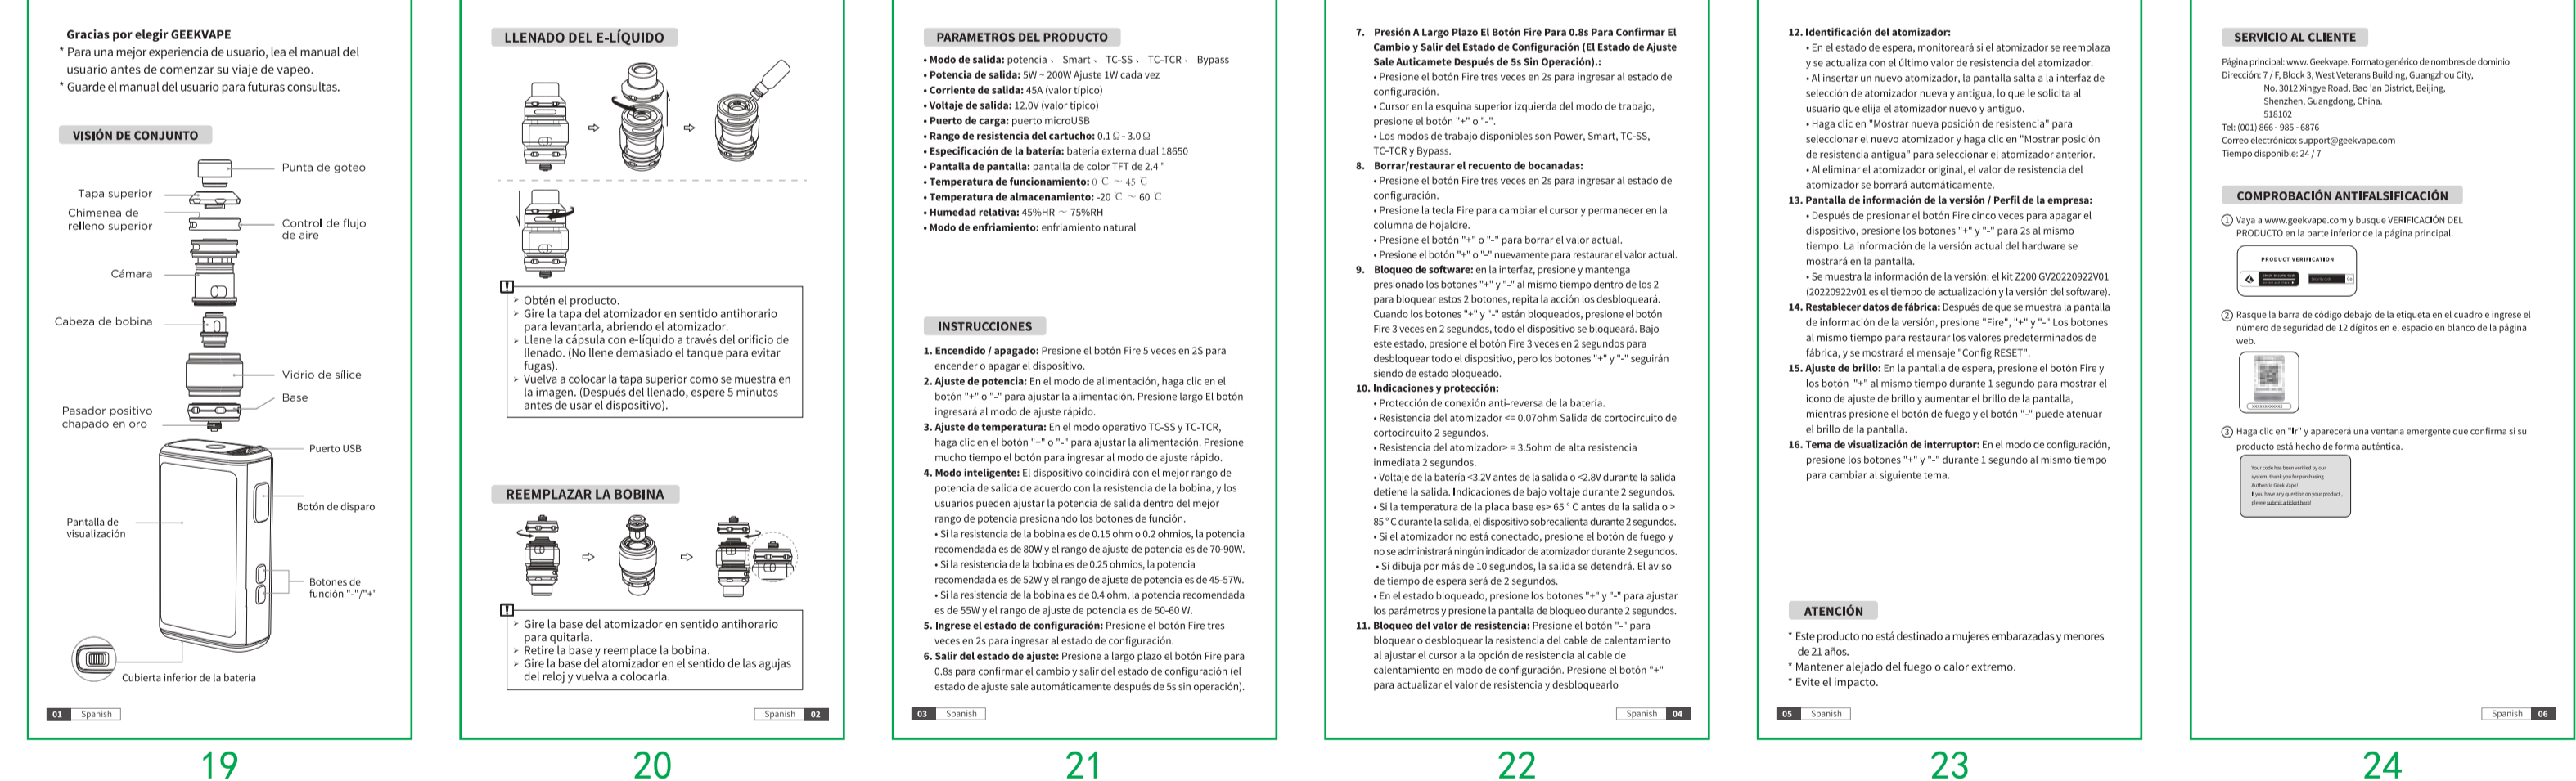 Gracias por elegir GEEKVAPE
* Para una mejor experiencia de usuario, lea el manual del
usuario antes de comenzar su viaje de vapeo.
* Guarde el manual del usuario para futuras consultas.
VISIÓN DE CONJUNTO
Punta de goteo
Tapa superior
Chimenea de
relleno superior
Control de flujo
de aire
Cámara
Cabeza de bobina
Vidrio de sílice
Base
Pasador positivo
chapado en oro
Puerto USB
Botón de disparo
Pantalla de
visualización
Botones de
función "-"/"+"
Cubierta inferior de la batería
01 Spanish
19
LLENADO DEL E-LÍQUIDO
➢ Obtén el producto.
➢ Gire la tapa del atomizador en sentido antihorario
para levantarla, abriendo el atomizador.
➢ Llene la cápsula con e-líquido a través del orificio de
llenado. (No llene demasiado el tanque para evitar
fugas).
➢ Vuelva a colocar la tapa superior como se muestra en
la imagen. (Después del llenado, espere 5 minutos
antes de usar el dispositivo).
REEMPLAZAR LA BOBINA
➢ Gire la base del atomizador en sentido antihorario
para quitarla.
➢ Retire la base y reemplace la bobina.
➢ Gire la base del atomizador en el sentido de las agujas
del reloj y vuelva a colocarla.
Spanish 02
20
PARAMETROS DEL PRODUCTO
• Modo de salida: potencia、 Smart、 TC-SS、 TC-TCR、 Bypass
• Potencia de salida: 5W ~ 200W Ajuste 1W cada vez
• Corriente de salida: 45A (valor típico)
• Voltaje de salida: 12.0V (valor típico)
• Puerto de carga: puerto microUSB
• Rango de resistencia del cartucho: 0.1Ω - 3.0Ω
• Especificación de la batería: batería externa dual 18650
• Pantalla de pantalla: pantalla de color TFT de 2.4 "
• Temperatura de funcionamiento: 0 C ~ 45 C
• Temperatura de almacenamiento: -20 C ~ 60 C
• Humedad relativa: 45%HR ~ 75%RH
• Modo de enfriamiento: enfriamiento natural
INSTRUCCIONES
1. Encendido / apagado: Presione el botón Fire 5 veces en 2S para
encender o apagar el dispositivo.
2. Ajuste de potencia: En el modo de alimentación, haga clic en el
botón "+" o "-" para ajustar la alimentación. Presione largo El botón
ingresará al modo de ajuste rápido.
3. Ajuste de temperatura: En el modo operativo TC-SS y TC-TCR,
haga clic en el botón "+" o "-" para ajustar la alimentación. Presione
mucho tiempo el botón para ingresar al modo de ajuste rápido.
4. Modo inteligente: El dispositivo coincidirá con el mejor rango de
potencia de salida de acuerdo con la resistencia de la bobina, y los
usuarios pueden ajustar la potencia de salida dentro del mejor
rango de potencia presionando los botones de función.
• Si la resistencia de la bobina es de 0.15 ohm o 0.2 ohmios, la potencia
recomendada es de 80W y el rango de ajuste de potencia es de 70-90W.
• Si la resistencia de la bobina es de 0.25 ohmios, la potencia
recomendada es de 52W y el rango de ajuste de potencia es de 45-57W.
• Si la resistencia de la bobina es de 0.4 ohm, la potencia recomendada
es de 55W y el rango de ajuste de potencia es de 50-60 W.
5. Ingrese el estado de configuración: Presione el botón Fire tres
veces en 2s para ingresar al estado de configuración.
6. Salir del estado de ajuste: Presione a largo plazo el botón Fire para
0.8s para confirmar el cambio y salir del estado de configuración (el
estado de ajuste sale automáticamente después de 5s sin operación).
03 Spanish
21
7. Presión A Largo Plazo El Botón Fire Para 0.8s Para Confirmar El
Cambio y Salir del Estado de Configuración (El Estado de Ajuste
Sale Auticamete Después de 5s Sin Operación).:
• Presione el botón Fire tres veces en 2s para ingresar al estado de
configuración.
• Cursor en la esquina superior izquierda del modo de trabajo,
presione el botón "+" o "-".
• Los modos de trabajo disponibles son Power, Smart, TC-SS,
TC-TCR y Bypass.
8. Borrar/restaurar el recuento de bocanadas:
• Presione el botón Fire tres veces en 2s para ingresar al estado de
configuración.
• Presione la tecla Fire para cambiar el cursor y permanecer en la
columna de hojaldre.
• Presione el botón "+" o "-" para borrar el valor actual.
• Presione el botón "+" o "-" nuevamente para restaurar el valor actual.
9. Bloqueo de software: en la interfaz, presione y mantenga
presionado los botones "+" y "-" al mismo tiempo dentro de los 2
para bloquear estos 2 botones, repita la acción los desbloqueará.
Cuando los botones "+" y "-" están bloqueados, presione el botón
Fire 3 veces en 2 segundos, todo el dispositivo se bloqueará. Bajo
este estado, presione el botón Fire 3 veces en 2 segundos para
desbloquear todo el dispositivo, pero los botones "+" y "-" seguirán
siendo de estado bloqueado.
10. Indicaciones y protección:
• Protección de conexión anti-reversa de la batería.
• Resistencia del atomizador <= 0.07ohm Salida de cortocircuito de
cortocircuito 2 segundos.
• Resistencia del atomizador> = 3.5ohm de alta resistencia
inmediata 2 segundos.
• Voltaje de la batería <3.2V antes de la salida o <2.8V durante la salida
detiene la salida. Indicaciones de bajo voltaje durante 2 segundos.
• Si la temperatura de la placa base es> 65 ° C antes de la salida o >
85 ° C durante la salida, el dispositivo sobrecalienta durante 2 segundos.
• Si el atomizador no está conectado, presione el botón de fuego y
no se administrará ningún indicador de atomizador durante 2 segundos.
• Si dibuja por más de 10 segundos, la salida se detendrá. El aviso
de tiempo de espera será de 2 segundos.
• En el estado bloqueado, presione los botones "+" y "-" para ajustar
los parámetros y presione la pantalla de bloqueo durante 2 segundos.
11. Bloqueo del valor de resistencia: Presione el botón "-" para
bloquear o desbloquear la resistencia del cable de calentamiento
al ajustar el cursor a la opción de resistencia al cable de
calentamiento en modo de configuración. Presione el botón "+"
para actualizar el valor de resistencia y desbloquearlo
Spanish 04
22
12. Identificación del atomizador:
• En el estado de espera, monitoreará si el atomizador se reemplaza
y se actualiza con el último valor de resistencia del atomizador.
• Al insertar un nuevo atomizador, la pantalla salta a la interfaz de
selección de atomizador nueva y antigua, lo que le solicita al
usuario que elija el atomizador nuevo y antiguo.
• Haga clic en "Mostrar nueva posición de resistencia" para
seleccionar el nuevo atomizador y haga clic en "Mostrar posición
de resistencia antigua" para seleccionar el atomizador anterior.
• Al eliminar el atomizador original, el valor de resistencia del
atomizador se borrará automáticamente.
13. Pantalla de información de la versión / Perfil de la empresa:
• Después de presionar el botón Fire cinco veces para apagar el
dispositivo, presione los botones "+" y "-" para 2s al mismo
tiempo. La información de la versión actual del hardware se
mostrará en la pantalla.
• Se muestra la información de la versión: el kit Z200 GV20220922V01
(20220922v01 es el tiempo de actualización y la versión del software).
14. Restablecer datos de fábrica: Después de que se muestra la pantalla
de información de la versión, presione "Fire", "+" y "-" Los botones
al mismo tiempo para restaurar los valores predeterminados de
fábrica, y se mostrará el mensaje "Config RESET".
15. Ajuste de brillo: En la pantalla de espera, presione el botón Fire y
los botón "+" al mismo tiempo durante 1 segundo para mostrar el
icono de ajuste de brillo y aumentar el brillo de la pantalla,
mientras presione el botón de fuego y el botón "-" puede atenuar
el brillo de la pantalla.
16. Tema de visualización de interruptor: En el modo de configuración,
presione los botones "+" y "-" durante 1 segundo al mismo tiempo
para cambiar al siguiente tema.
ATENCIÓN
* Este producto no está destinado a mujeres embarazadas y menores
de 21 años.
* Mantener alejado del fuego o calor extremo.
* Evite el impacto.
05 Spanish
23
SERVICIO AL CLIENTE
Página principal: www. Geekvape. Formato genérico de nombres de dominio
Dirección: 7 / F, Block 3, West Veterans Building, Guangzhou City,
No. 3012 Xingye Road, Bao 'an District, Beijing,
Shenzhen, Guangdong, China.
518102
Tel: (001) 866 - 985 - 6876
Correo electrónico: support@geekvape.com
Tiempo disponible: 24 / 7
COMPROBACIÓN ANTIFALSIFICACIÓN
① Vaya a www.geekvape.com y busque VERIFICACIÓN DEL
PRODUCTO en la parte inferior de la página principal.
PRODUCT VERIFICATION
② Rasque la barra de código debajo de la etiqueta en el cuadro e ingrese el
número de seguridad de 12 dígitos en el espacio en blanco de la página
web.
③ Haga clic en "Ir" y aparecerá una ventana emergente que confirma si su
producto está hecho de forma auténtica.
Your code has been verified by our
system, thank you for purchasing
Authentic Geek Vape!
If you have any question on your product,
please submit a ticket here!
Spanish 06
24